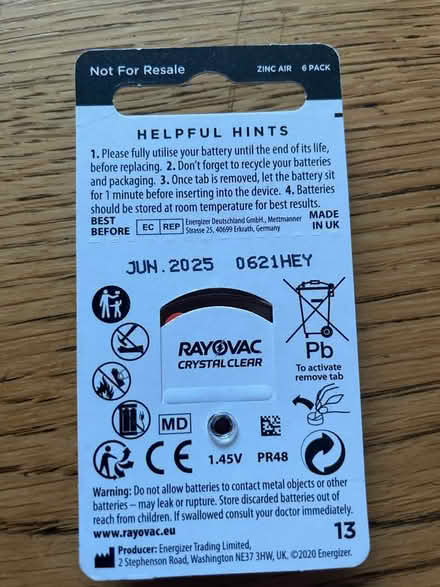 Not For Resale
ZINC AIR 6 PACK
HELPFUL HINTS
1. Please fully utilise your battery until the end of its life,
before replacing. 2. Don't forget to recycle your batteries
and packaging. 3. Once tab is removed, let the battery sit
for 1 minute before inserting into the device. 4. Batteries
should be stored at room temperature for best results.
BEST
BEFORE
EC REP
Energizer Deutschland GmbH., Mettmanner
Strasse 25, 40699 Erkrath, Germany
MADE
IN UK
JUN.2025 0621HEY
RAYOVAC
CRYSTAL CLEAR
Pb
To activate
remove tab
MD
CE
1.45V PR48
Warning: Do not allow batteries to contact metal objects or other
batteries – may leak or rupture. Store discarded batteries out of
reach from children. If swallowed consult your doctor immediately.
www.rayovac.eu
13
Producer: Energizer Trading Limited,
2 Stephenson Road, Washington NE37 3HW, UK. ©2020 Energizer.